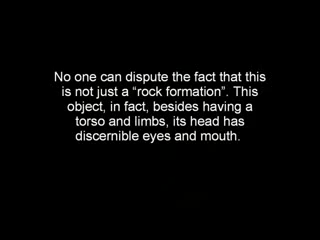 No one can dispute the fact that this
is not just a “rock formation”. This
object, in fact, besides having a
torso and limbs, its head has
discernible eyes and mouth.